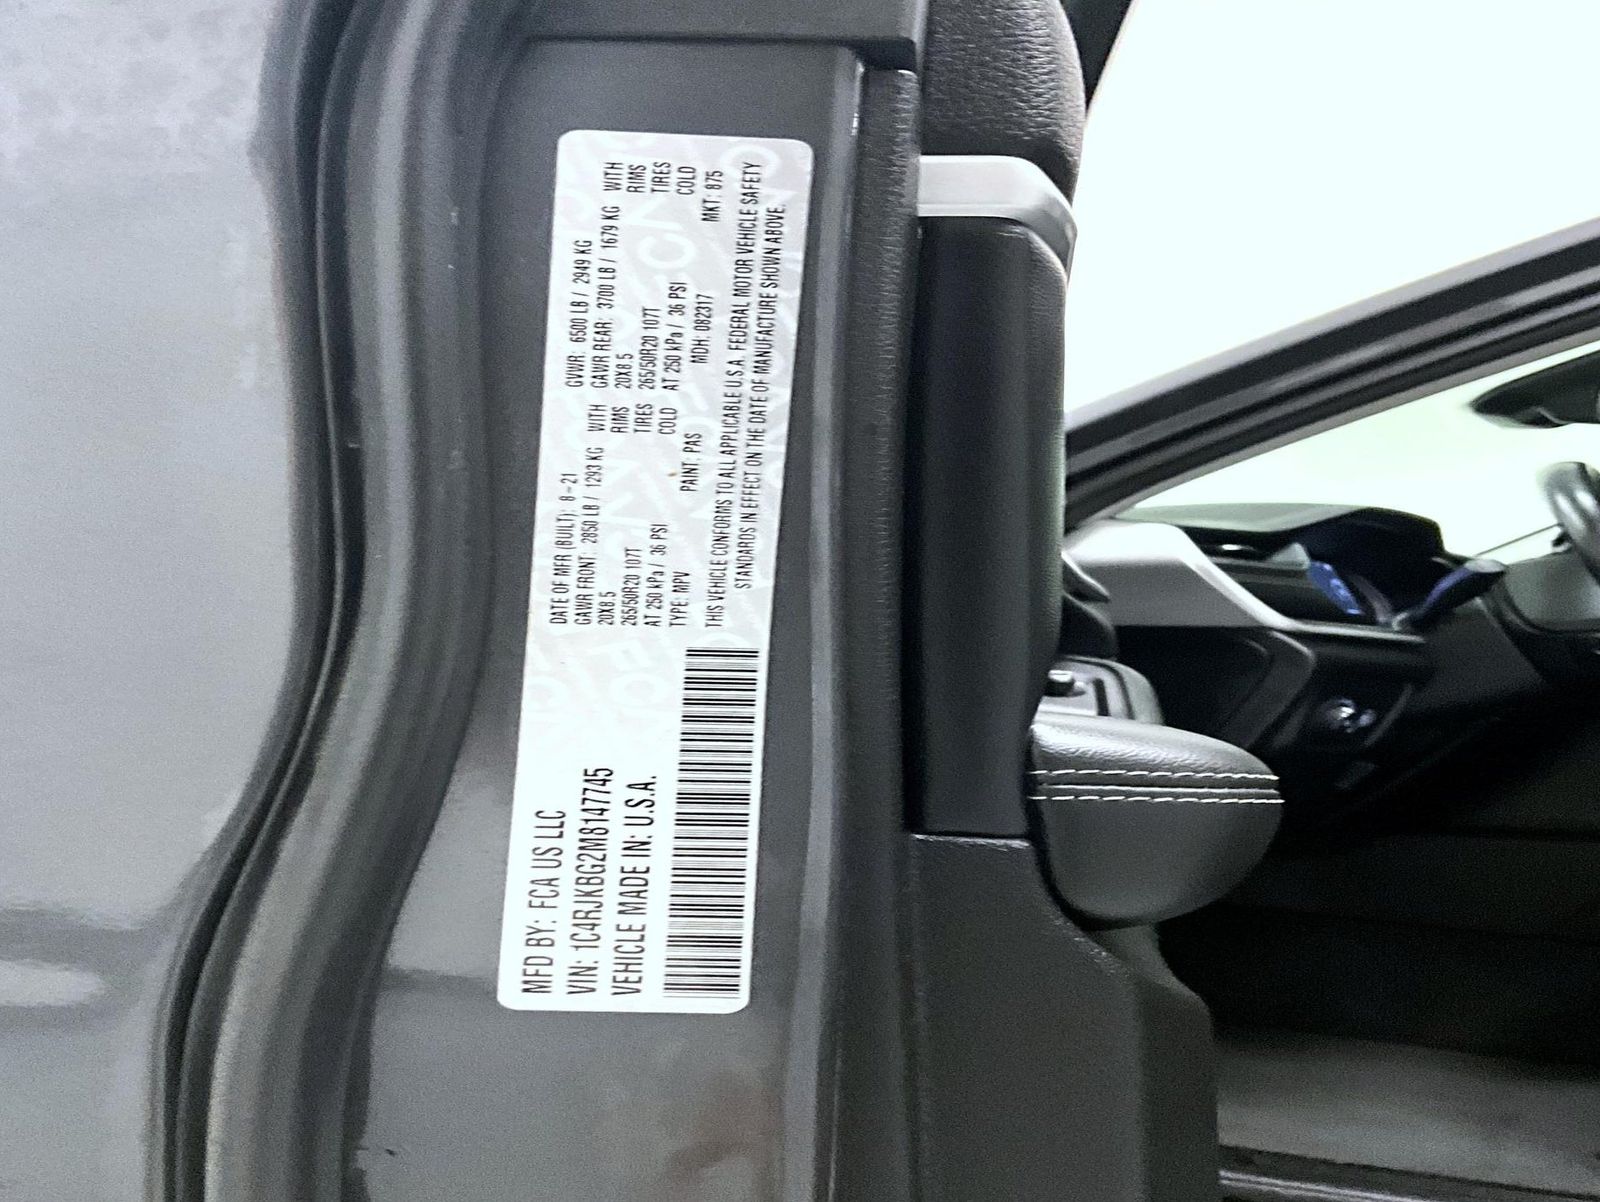 MFD BY: FCA US LLC
VIN: 1C4RJKBG2M8147745
VEHICLE MADE IN: U.S.A.
DATE OF MFR (BUILT): 8-21 GVWR: 6500 LB / 2949 KG
GAWR FRONT: 2850 LB / 1293 KG WITH GAWR REAR: 3700 LB / 1679 KG WITH
20X8.5 RIMS 20X8.5 RIMS
265/50R20 107T TIRES 265/50R20 107T TIRES
AT 250 kPa / 36 PSI COLD AT 250 kPa / 36 PSI COLD
TYPE: MPV PAINT: PAS MDH: 082317 MKT: 875
THIS VEHICLE CONFORMS TO ALL APPLICABLE U.S.A. FEDERAL MOTOR VEHICLE SAFETY
STANDARDS IN EFFECT ON THE DATE OF MANUFACTURE SHOWN ABOVE.